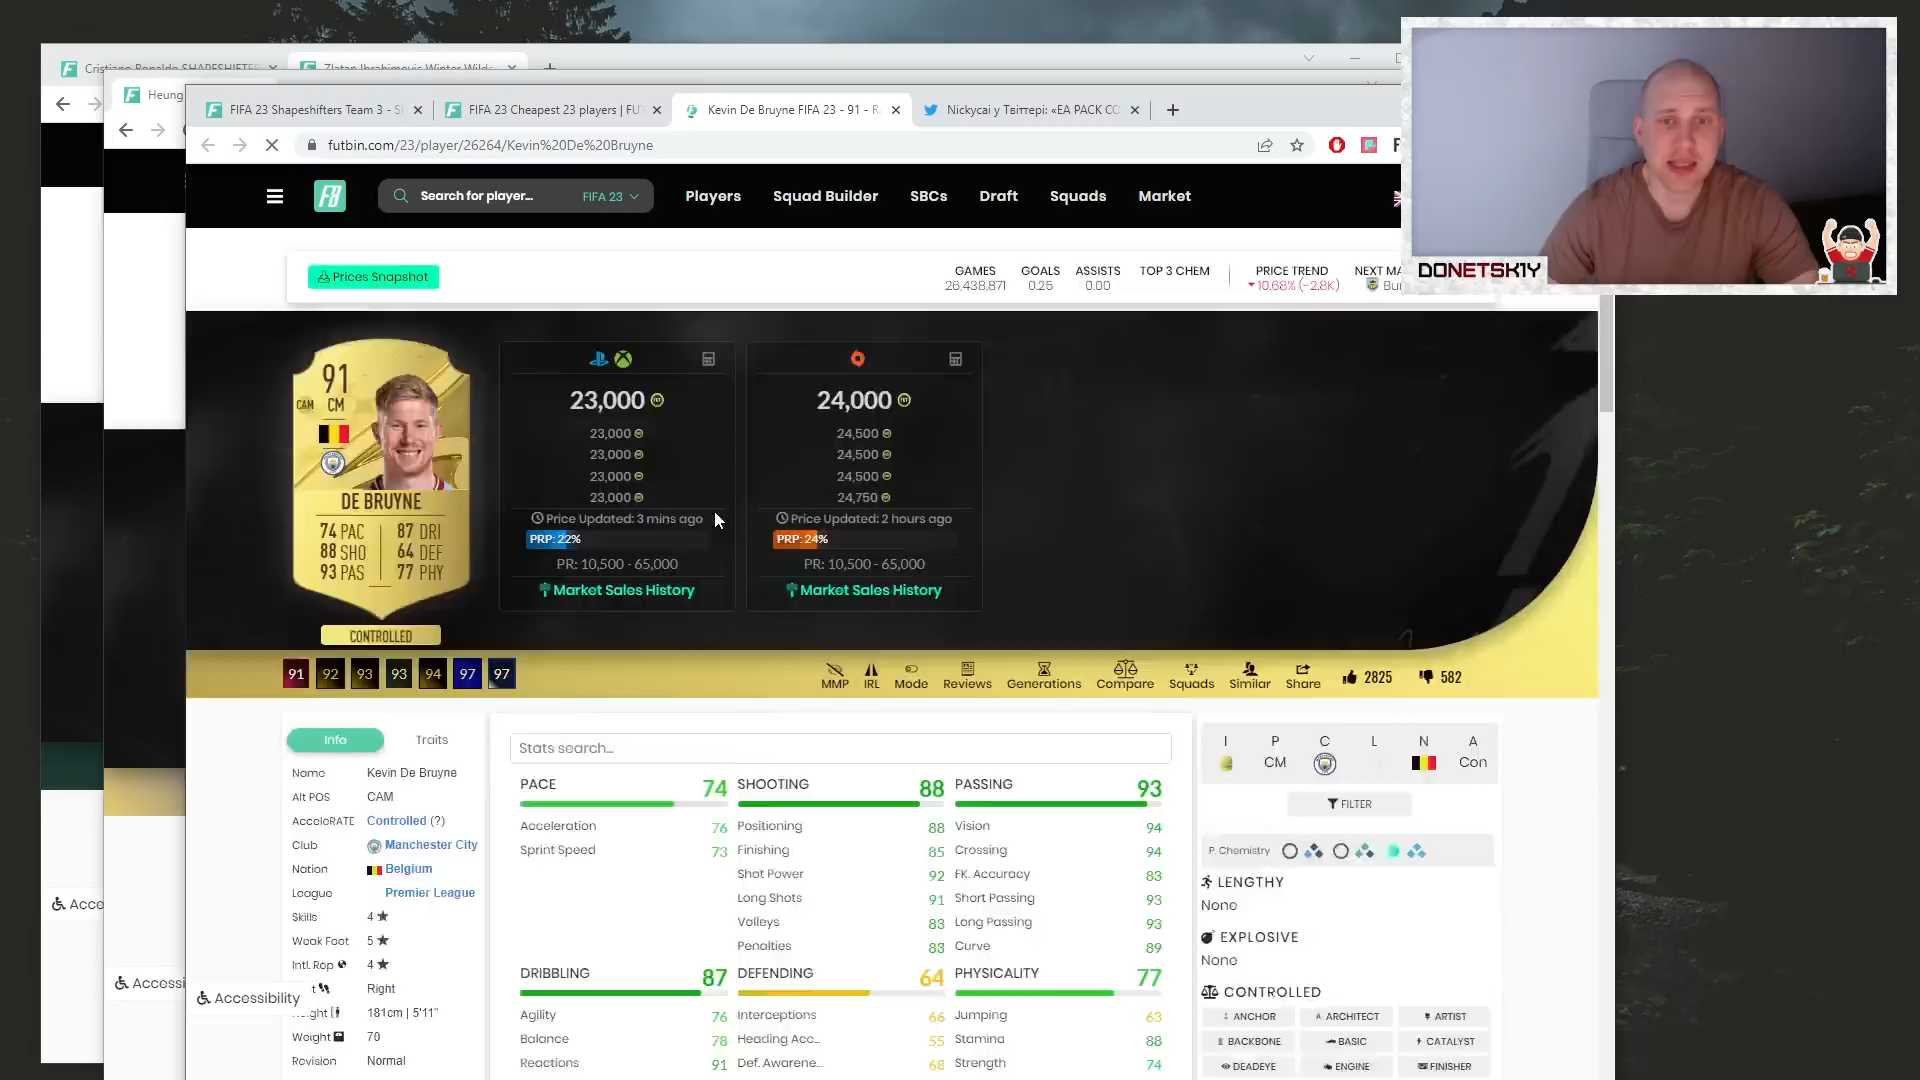 Cristiano Ronaldo SHAPESHIFTER
Zlatan Ibrahimovic Winter Wildc
Heung
FIFA 23 Shapeshifters Team 3 - S
FIFA 23 Cheapest 23 players | FU
Kevin De Bruyne FIFA 23 - 91 - R
Nickycai у Твіттері: «EA PACK CO
futbin.com/23/player/26264/Kevin%20De%20Bruyne
Search for player... FIFA 23
Players
Squad Builder
SBCs
Draft
Squads
Market
DONETSK1Y
Prices Snapshot
GAMES GOALS ASSISTS TOP 3 CHEM PRICE TREND NEXT MA
26,438,871 0.25 0.00 10.68% (-2.8K) Bu
91
CAM CM
DE BRUYNE
74 PAC 87 DRI
88 SHO 64 DEF
93 PAS 77 PHY
CONTROLLED
23,000
23,000
23,000
23,000
23,000
Price Updated: 3 mins ago
PRP: 22%
PR: 10,500 - 65,000
Market Sales History
24,000
24,500
24,500
24,500
24,750
Price Updated: 2 hours ago
PRP: 24%
PR: 10,500 - 65,000
Market Sales History
91 92 93 93 94 97 97
MMP IRL Mode Reviews Generations Compare Squads Similar Share 2825 582
Info Traits
Name Kevin De Bruyne
Alt POS CAM
AcceleRATE Controlled (?)
Club Manchester City
Nation Belgium
League Premier League
Skills 4
Weak Foot 5
Intl. Rep 4
t Right
Height 181cm | 5'11"
Weight 70
Revision Normal
Acce
Accessi
Accessibility
Stats search...
PACE 74
Acceleration 76
Sprint Speed 73
SHOOTING 88
Positioning 88
Finishing 85
Shot Power 92
Long Shots 91
Volleys 83
Penalties 83
PASSING 93
Vision 94
Crossing 94
FK. Accuracy 83
Short Passing 93
Long Passing 93
Curve 89
DRIBBLING 87
Agility 76
Balance 78
Reactions 91
DEFENDING 64
Interceptions 66
Heading Acc... 55
Def. Awarene... 68
PHYSICALITY 77
Jumping 63
Stamina 88
Strength 74
I P C L N A
CM Con
FILTER
P. Chemistry
LENGTHY
None
EXPLOSIVE
None
CONTROLLED
ANCHOR ARCHITECT ARTIST
BACKBONE BASIC CATALYST
DEADEYE ENGINE FINISHER